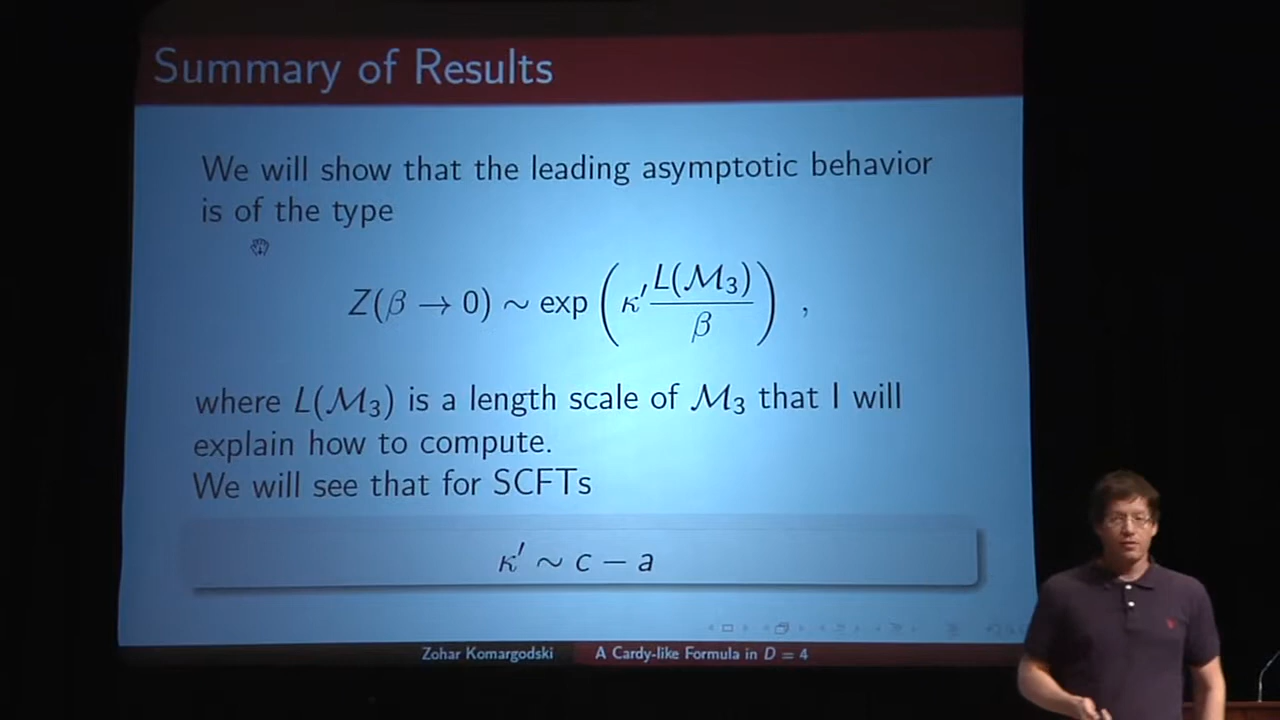 Summary of Results
We will show that the leading asymptotic behavior
is of the type
Z(β → 0) ∼ exp (κ′ L(ℳ₃)/β) ,
where L(ℳ₃) is a length scale of ℳ₃ that I will
explain how to compute.
We will see that for SCFTs
κ′ ∼ c − a
Zohar Komargodski A Cardy-like Formula in D = 4